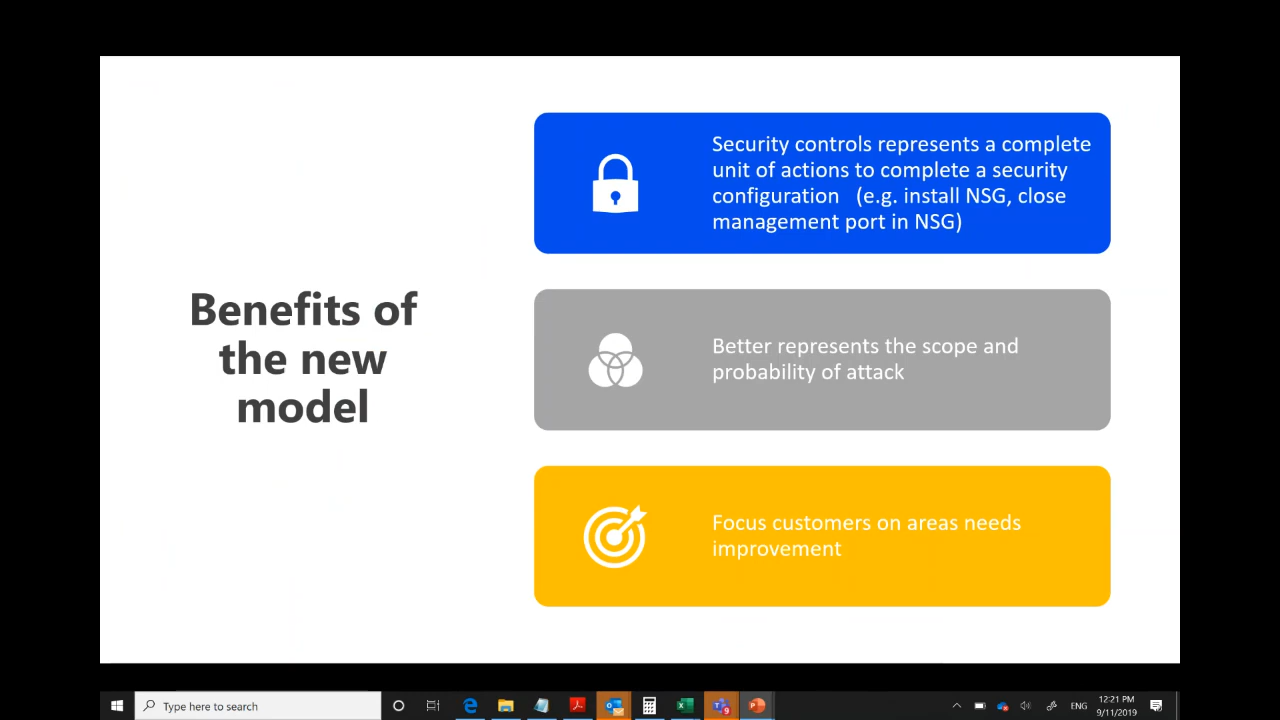 Benefits of
the new
model
Security controls represents a complete
unit of actions to complete a security
configuration (e.g. install NSG, close
management port in NSG)
Better represents the scope and
probability of attack
Focus customers on areas needs
improvement
Type here to search
9
ENG
12:21 PM
9/11/2019